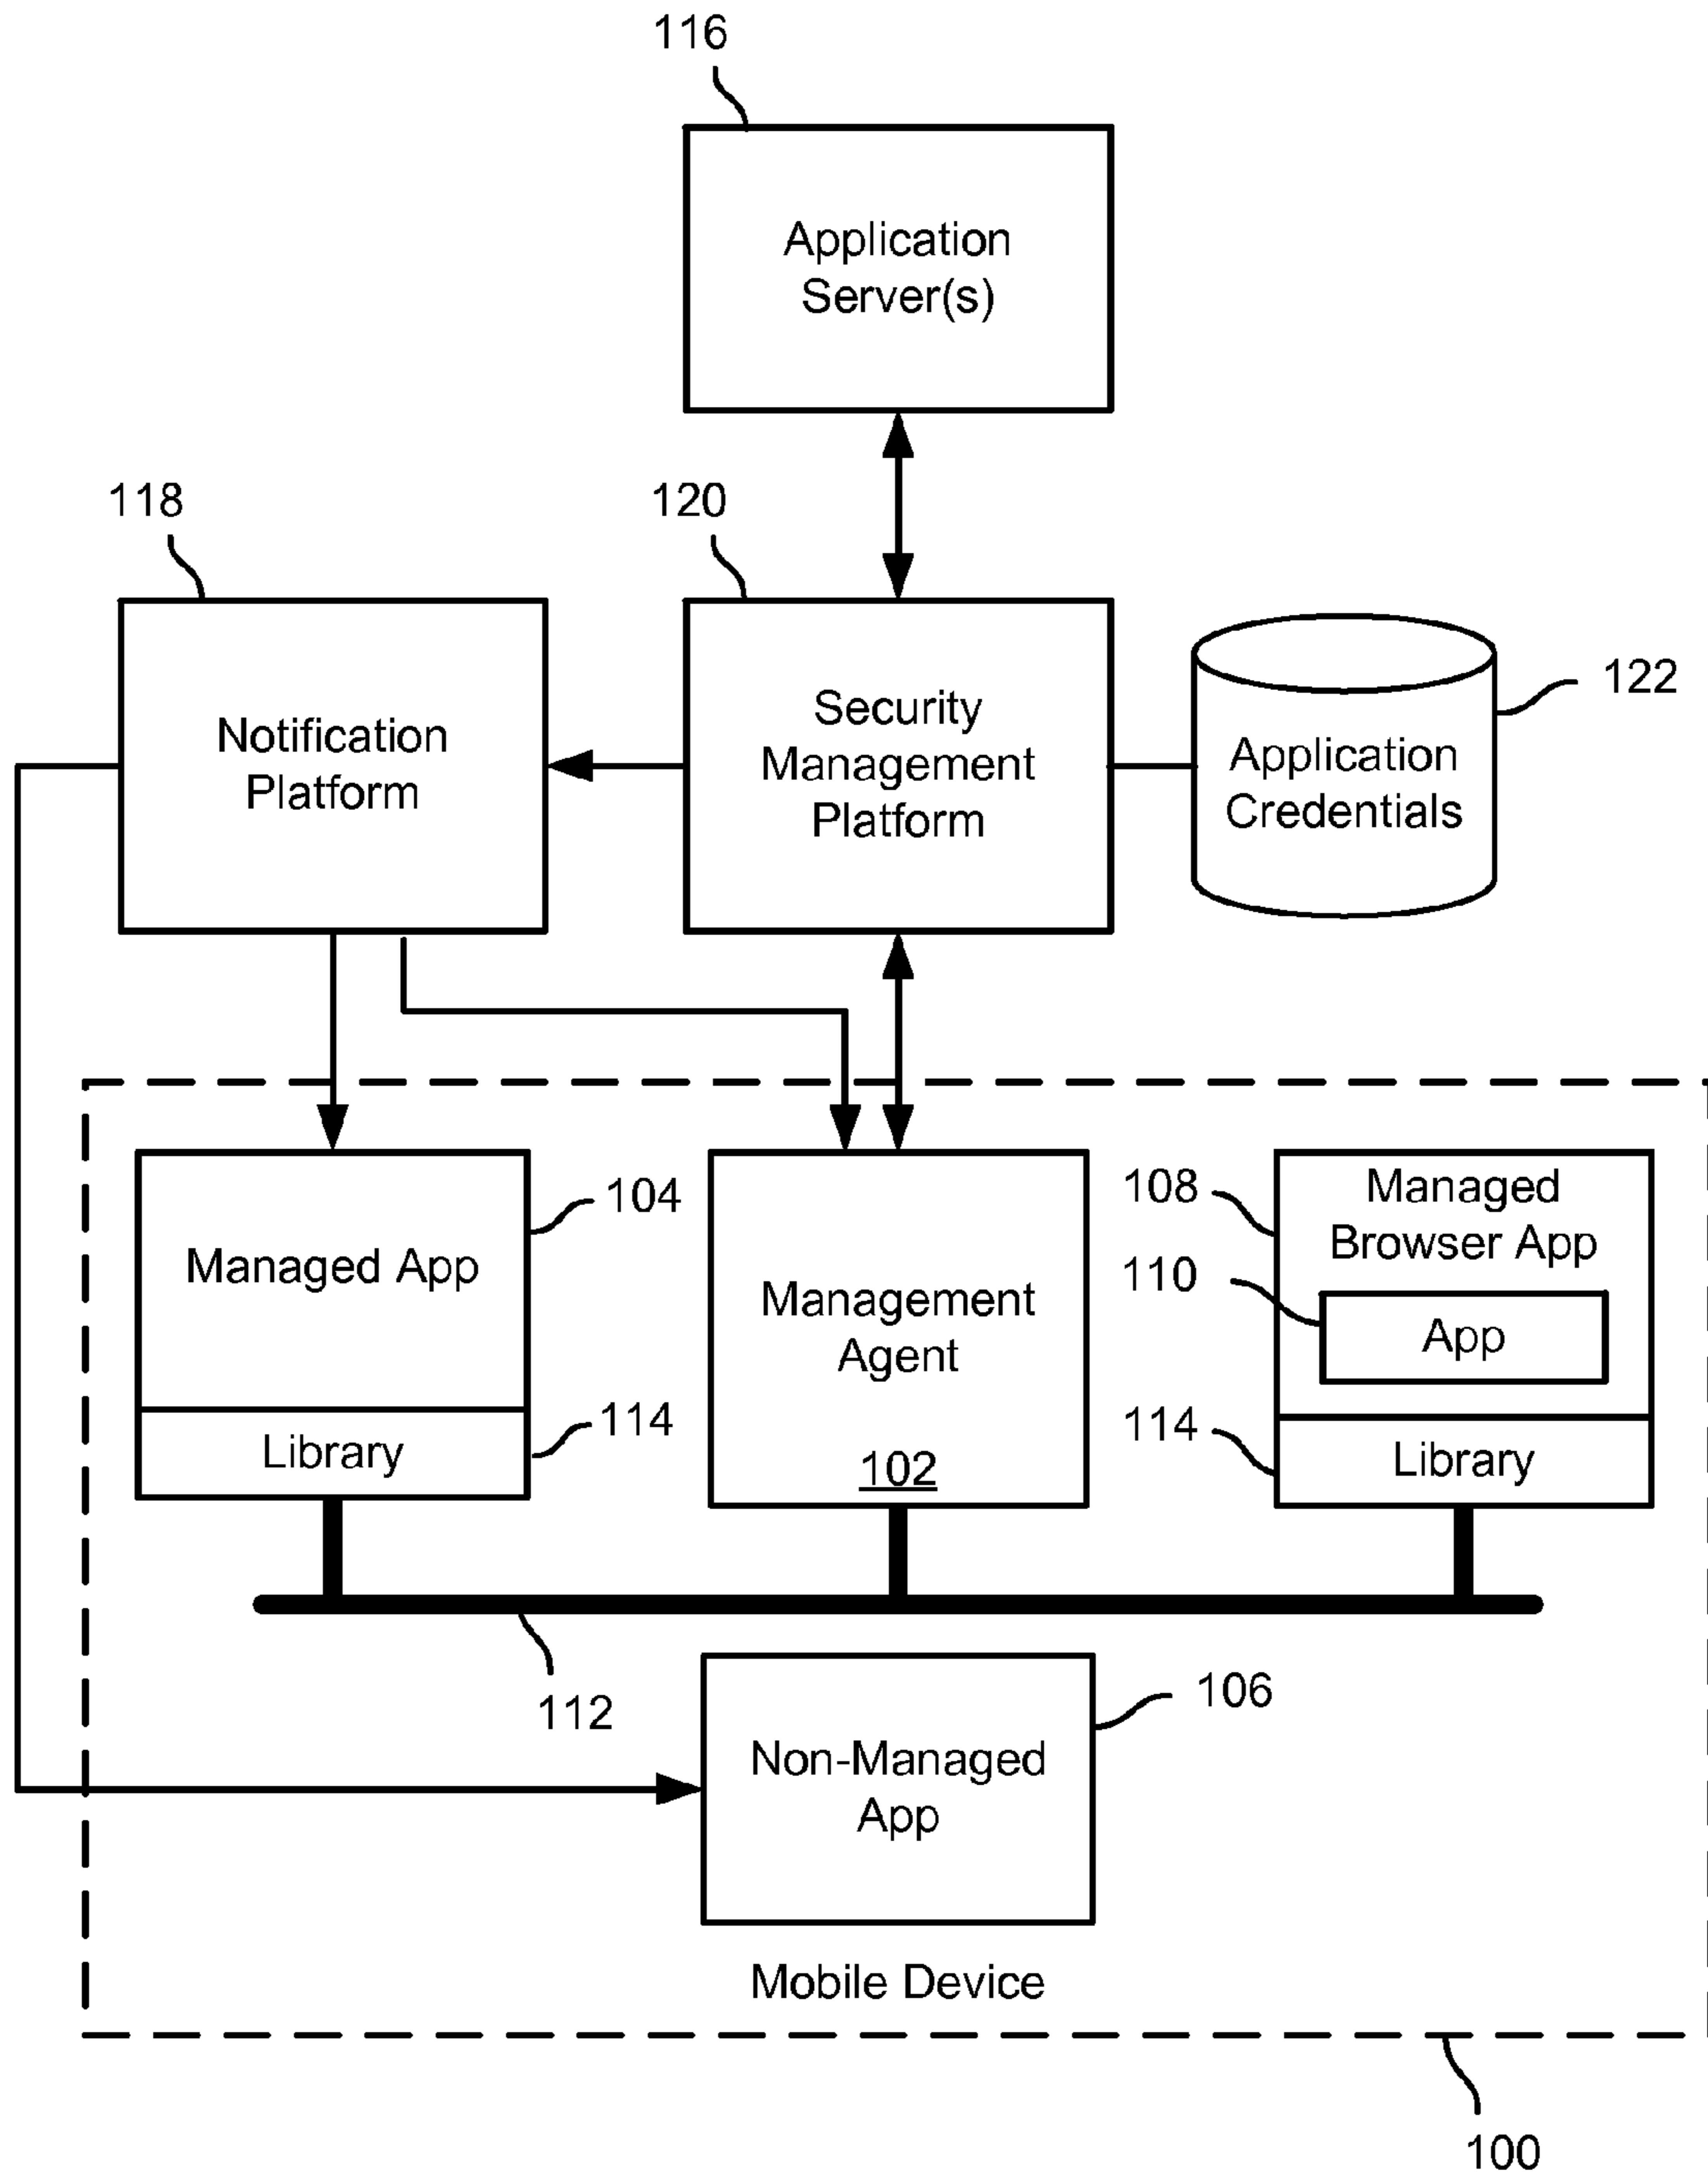 116
Application
Server(s)
118
120
Notification
Platform
Security
Management
Platform
122
Application
Credentials
104
Managed App
114
Library
Management
Agent
102
108
Managed
Browser App
110
App
114
Library
112
106
Non-Managed
App
Mobile Device
100